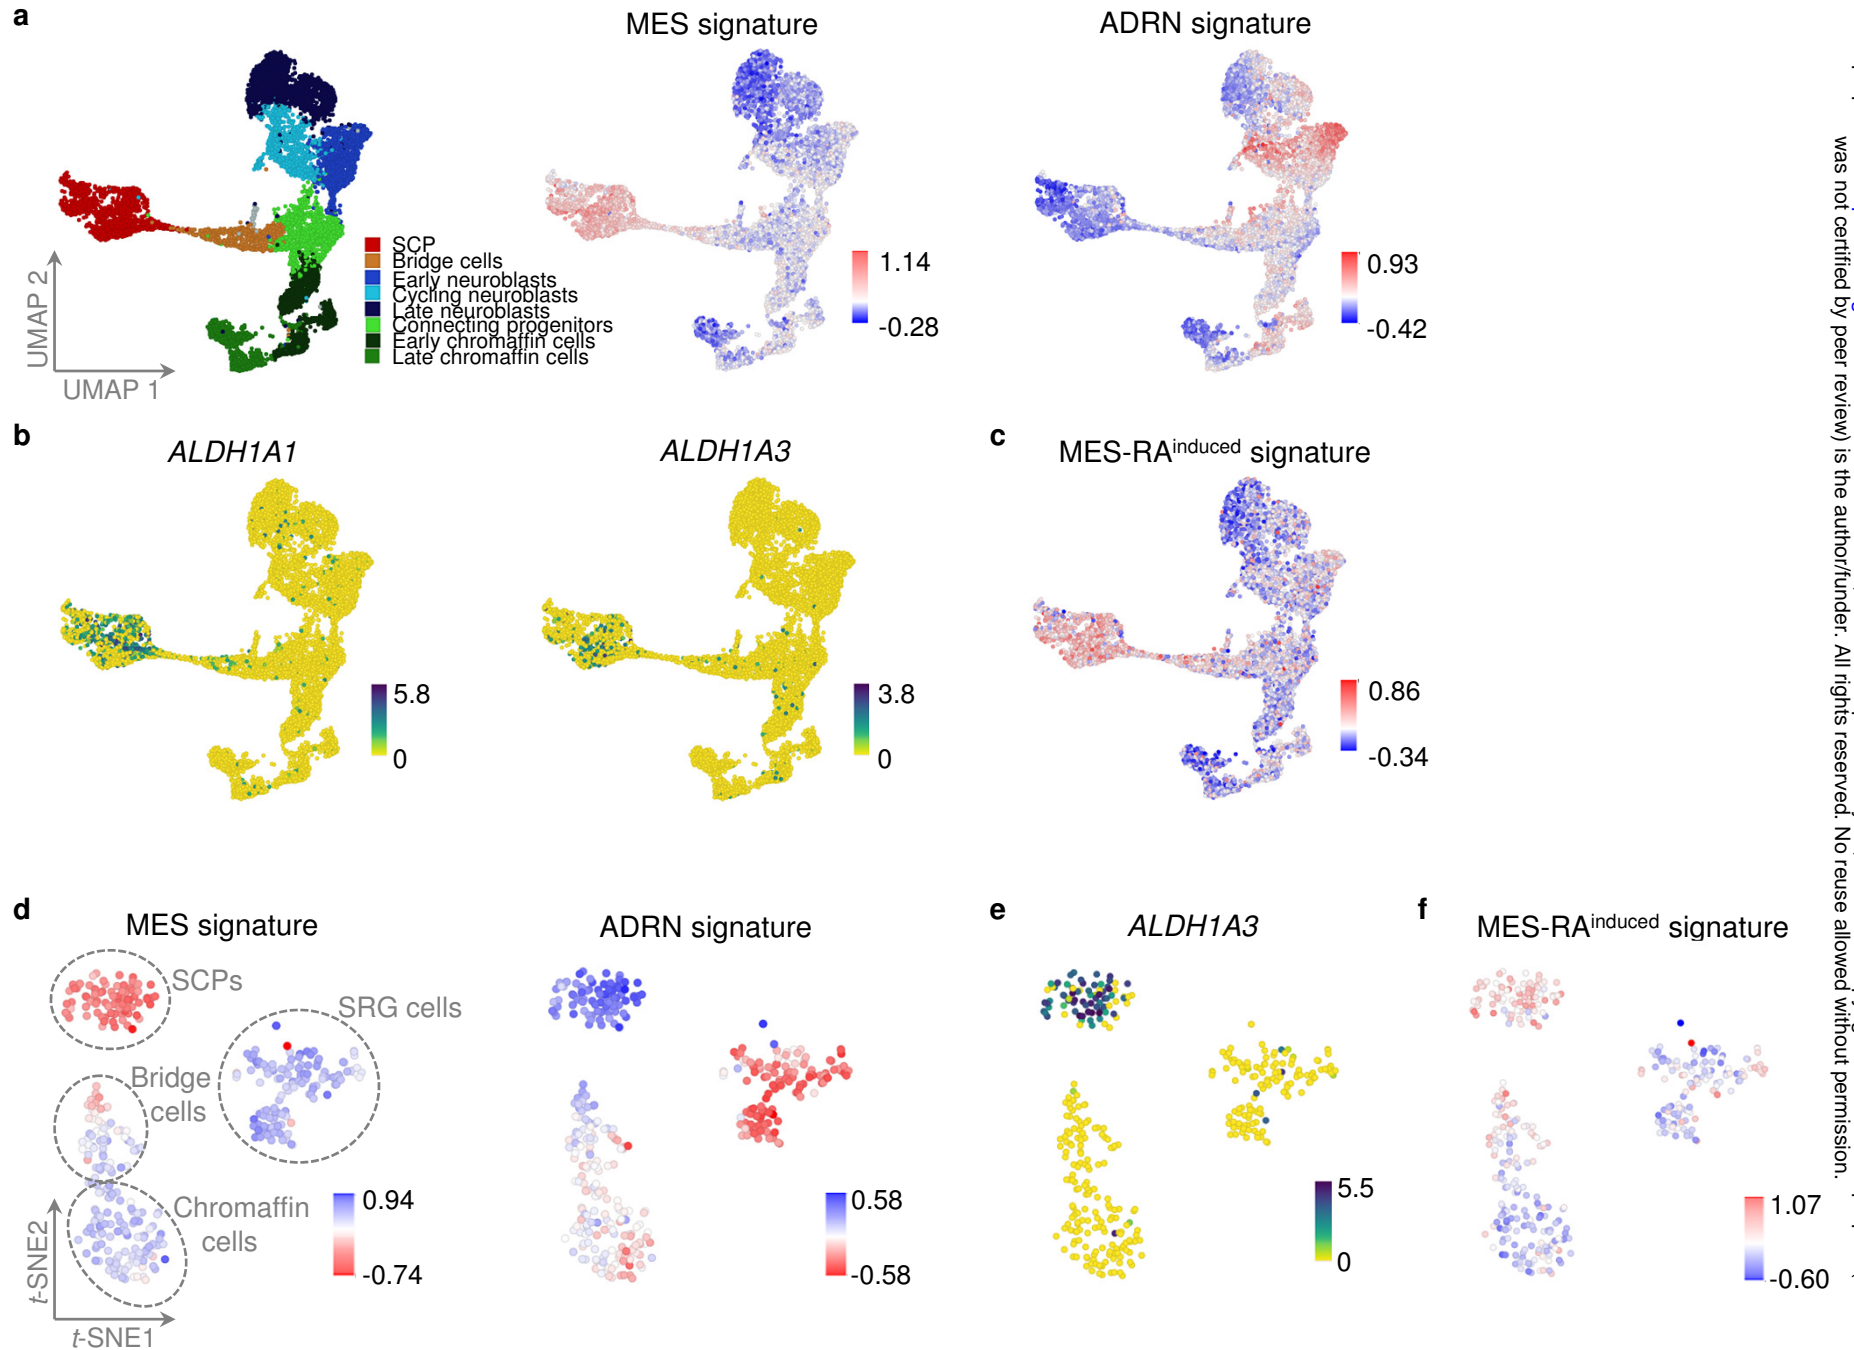 a
MES signature
ADRN signature
SCP
Bridge cells
Early neuroblasts
Cycling neuroblasts
Late neuroblasts
Connecting progenitors
Early chromaffin cells
Late chromaffin cells
UMAP 2
UMAP 1
1.14
-0.28
0.93
-0.42
b
ALDH1A1
ALDH1A3
c
MES-RAinduced signature
5.8
0
3.8
0
0.86
-0.34
d
MES signature
ADRN signature
e
ALDH1A3
f
MES-RAinduced signature
SCPs
SRG cells
Bridge
cells
Chromaffin
cells
t-SNE2
t-SNE1
0.94
-0.74
0.58
-0.58
5.5
0
1.07
-0.60
was not certified by peer review) is the author/funder. All rights reserved. No reuse allowed without permission.